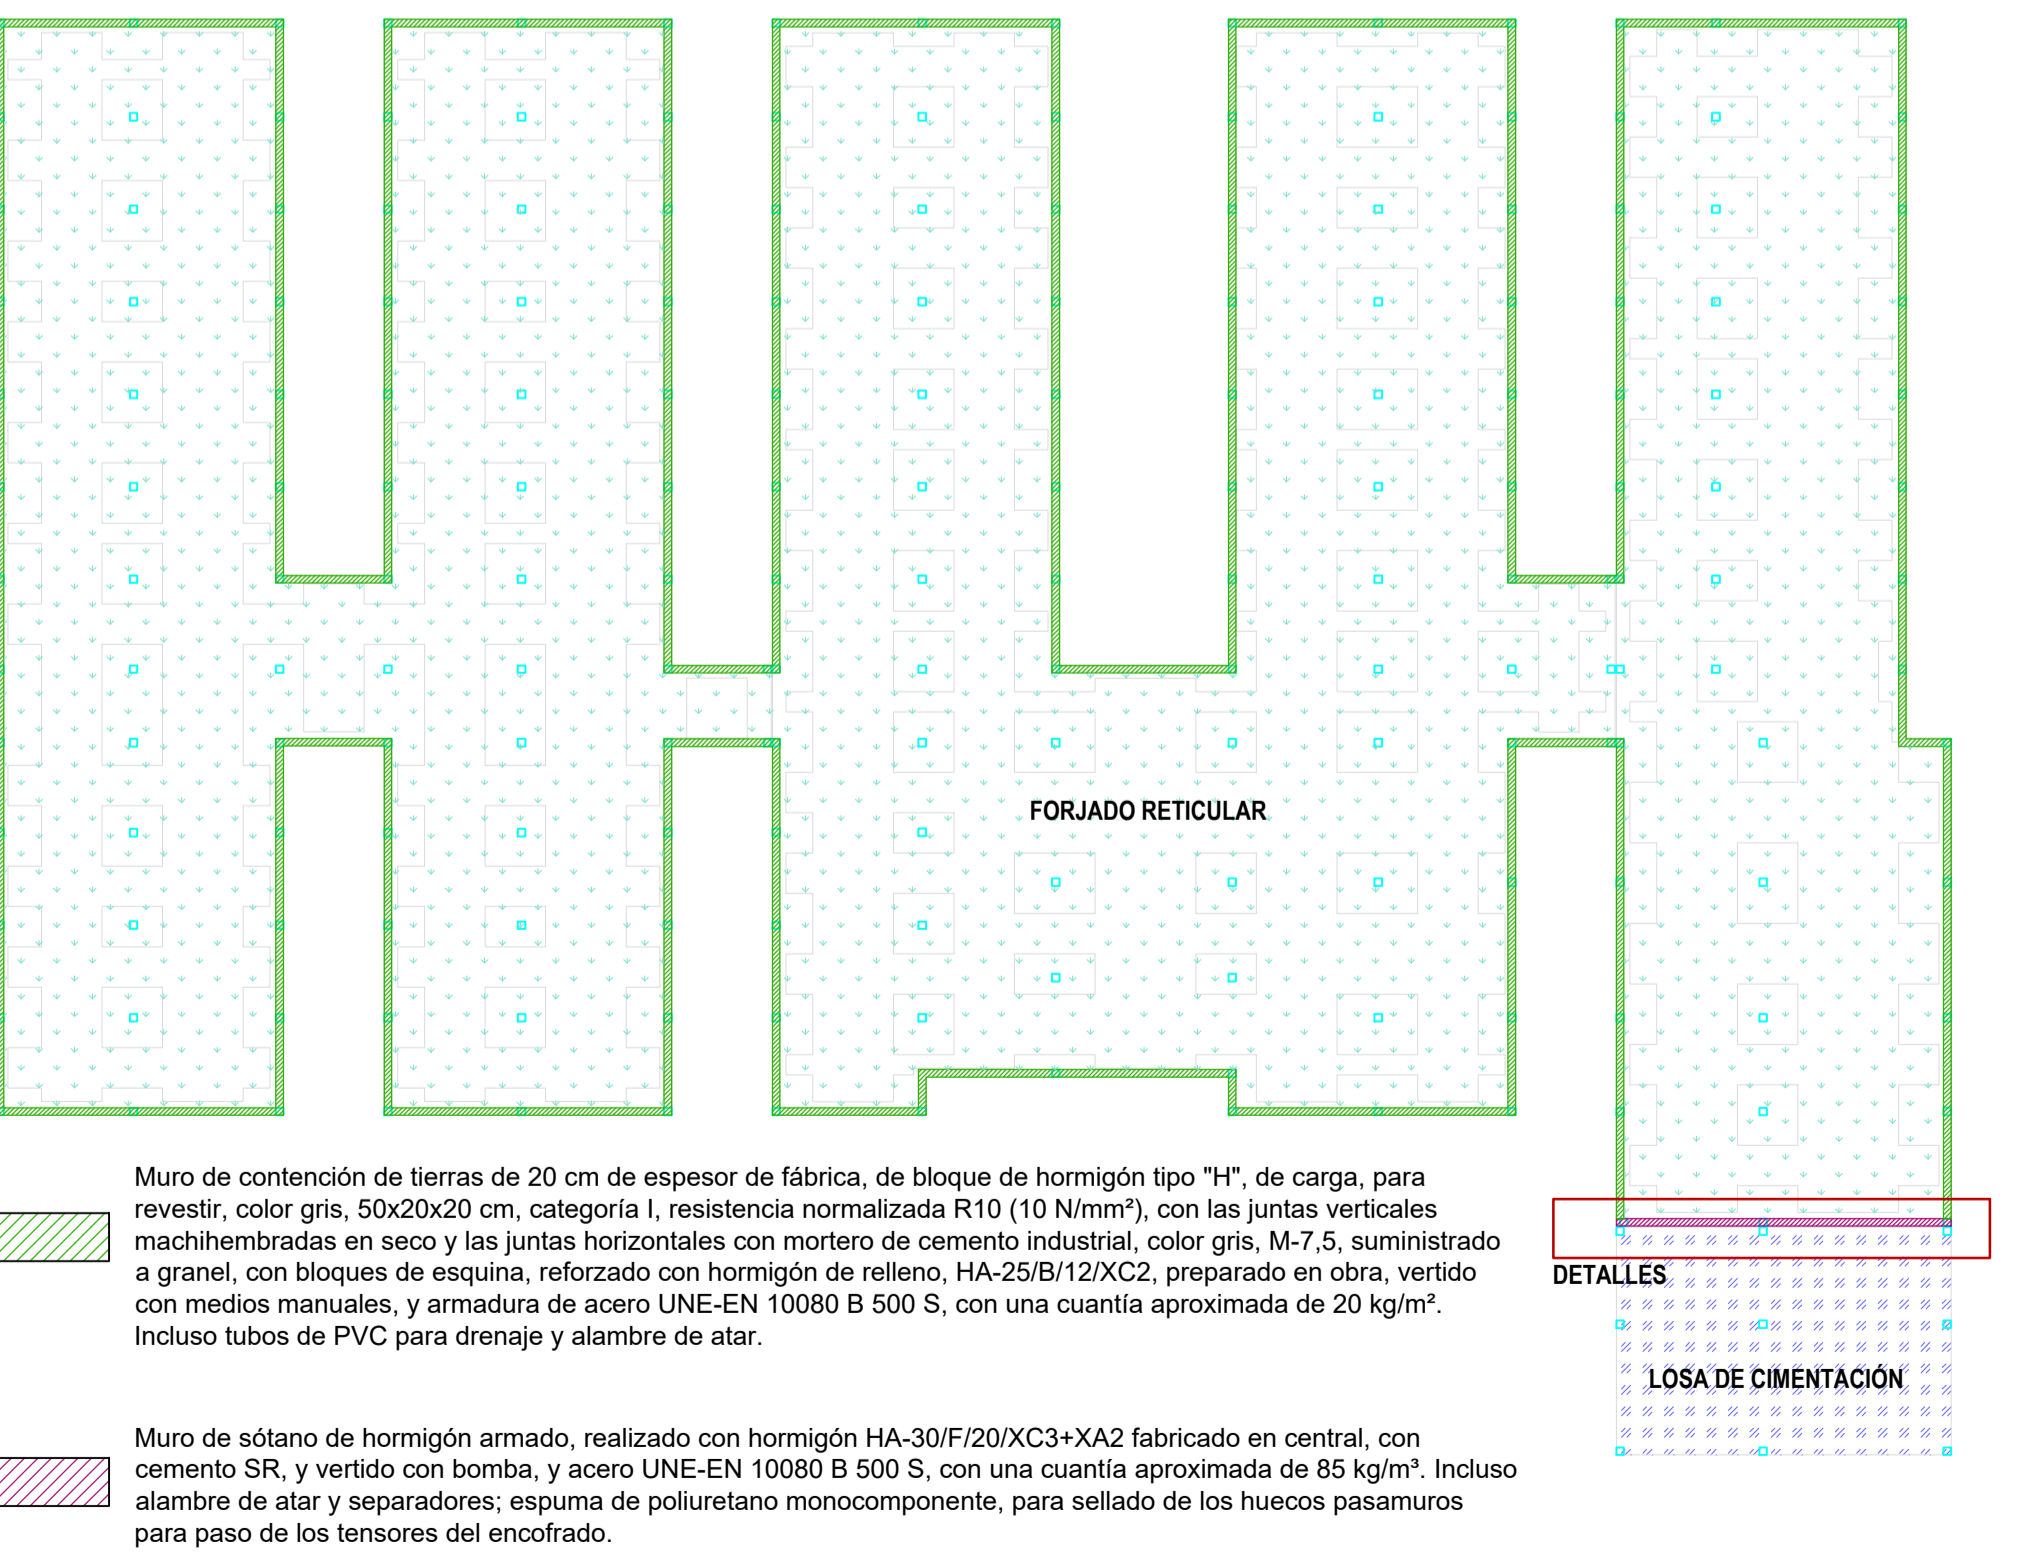 FORJADO RETICULAR
Muro de contención de tierras de 20 cm de espesor de fábrica, de bloque de hormigón tipo "H", de carga, para
revestir, color gris, 50x20x20 cm, categoría I, resistencia normalizada R10 (10 N/mm²), con las juntas verticales
machihembradas en seco y las juntas horizontales con mortero de cemento industrial, color gris, M-7,5, suministrado
a granel, con bloques de esquina, reforzado con hormigón de relleno, HA-25/B/12/XC2, preparado en obra, vertido
con medios manuales, y armadura de acero UNE-EN 10080 B 500 S, con una cuantía aproximada de 20 kg/m².
Incluso tubos de PVC para drenaje y alambre de atar.
DETALLES
LOSA DE CIMENTACIÓN
Muro de sótano de hormigón armado, realizado con hormigón HA-30/F/20/XC3+XA2 fabricado en central, con
cemento SR, y vertido con bomba, y acero UNE-EN 10080 B 500 S, con una cuantía aproximada de 85 kg/m³. Incluso
alambre de atar y separadores; espuma de poliuretano monocomponente, para sellado de los huecos pasamuros
para paso de los tensores del encofrado.